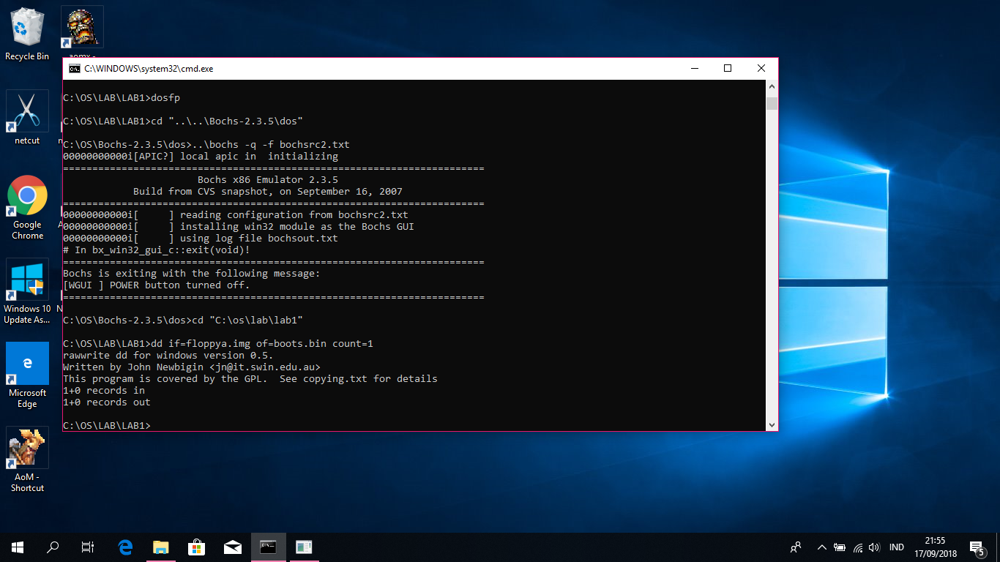 Recycle Bin
C:\WINDOWS\system32\cmd.exe
C:\OS\LAB\LAB1>dosfp
C:\OS\LAB\LAB1>cd "..\..\Bochs-2.3.5\dos"
C:\OS\Bochs-2.3.5\dos>..\bochs -q -f bochsrc2.txt
00000000000i[APIC?] local apic in  initializing
========================================================================
Bochs x86 Emulator 2.3.5
Build from CVS snapshot, on September 16, 2007
========================================================================
00000000000i[     ] reading configuration from bochsrc2.txt
00000000000i[     ] installing win32 module as the Bochs GUI
00000000000i[     ] using log file bochsout.txt
# In bx_win32_gui_c::exit(void)!
========================================================================
Bochs is exiting with the following message:
[WGUI ] POWER button turned off.
========================================================================
C:\OS\Bochs-2.3.5\dos>cd "C:\os\lab\lab1"
C:\OS\LAB\LAB1>dd if=floppya.img of=boots.bin count=1
rawwrite dd for windows version 0.5.
Written by John Newbigin <jn@it.swin.edu.au>
This program is covered by the GPL.  See copying.txt for details
1+0 records in
1+0 records out
C:\OS\LAB\LAB1>
netcut
Google
Chrome
Windows 10
Update As...
Microsoft
Edge
AoM -
Shortcut
IND
21:55
17/09/2018
5